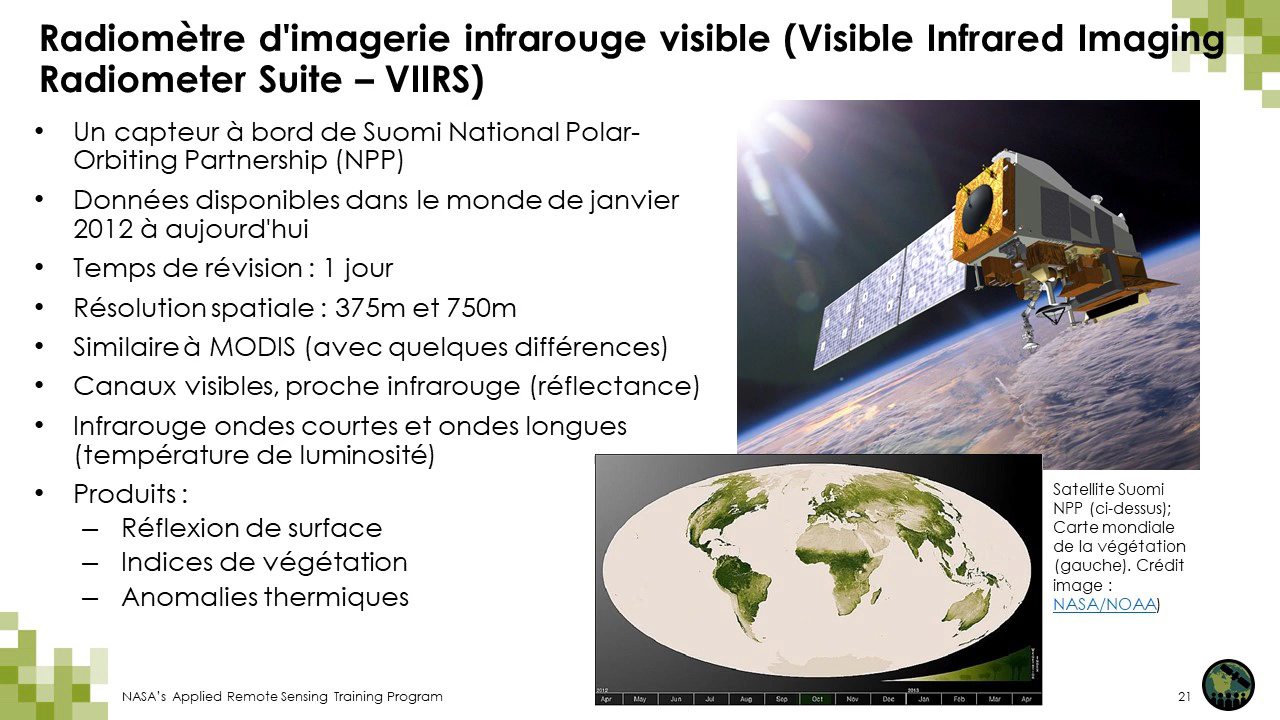 Radiomètre d'imagerie infrarouge visible (Visible Infrared Imaging
Radiometer Suite – VIIRS)
• Un capteur à bord de Suomi National Polar-
Orbiting Partnership (NPP)
• Données disponibles dans le monde de janvier
2012 à aujourd'hui
• Temps de révision : 1 jour
• Résolution spatiale : 375m et 750m
• Similaire à MODIS (avec quelques différences)
• Canaux visibles, proche infrarouge (réflectance)
• Infrarouge ondes courtes et ondes longues
(température de luminosité)
• Produits :
– Réflexion de surface
– Indices de végétation
– Anomalies thermiques
Satellite Suomi
NPP (ci-dessus);
Carte mondiale
de la végétation
(gauche). Crédit
image :
NASA/NOAA)
2012 2013
Apr May Jun Jul Aug Sep Oct Nov Dec Jan Feb Mar Apr
NASA's Applied Remote Sensing Training Program
21